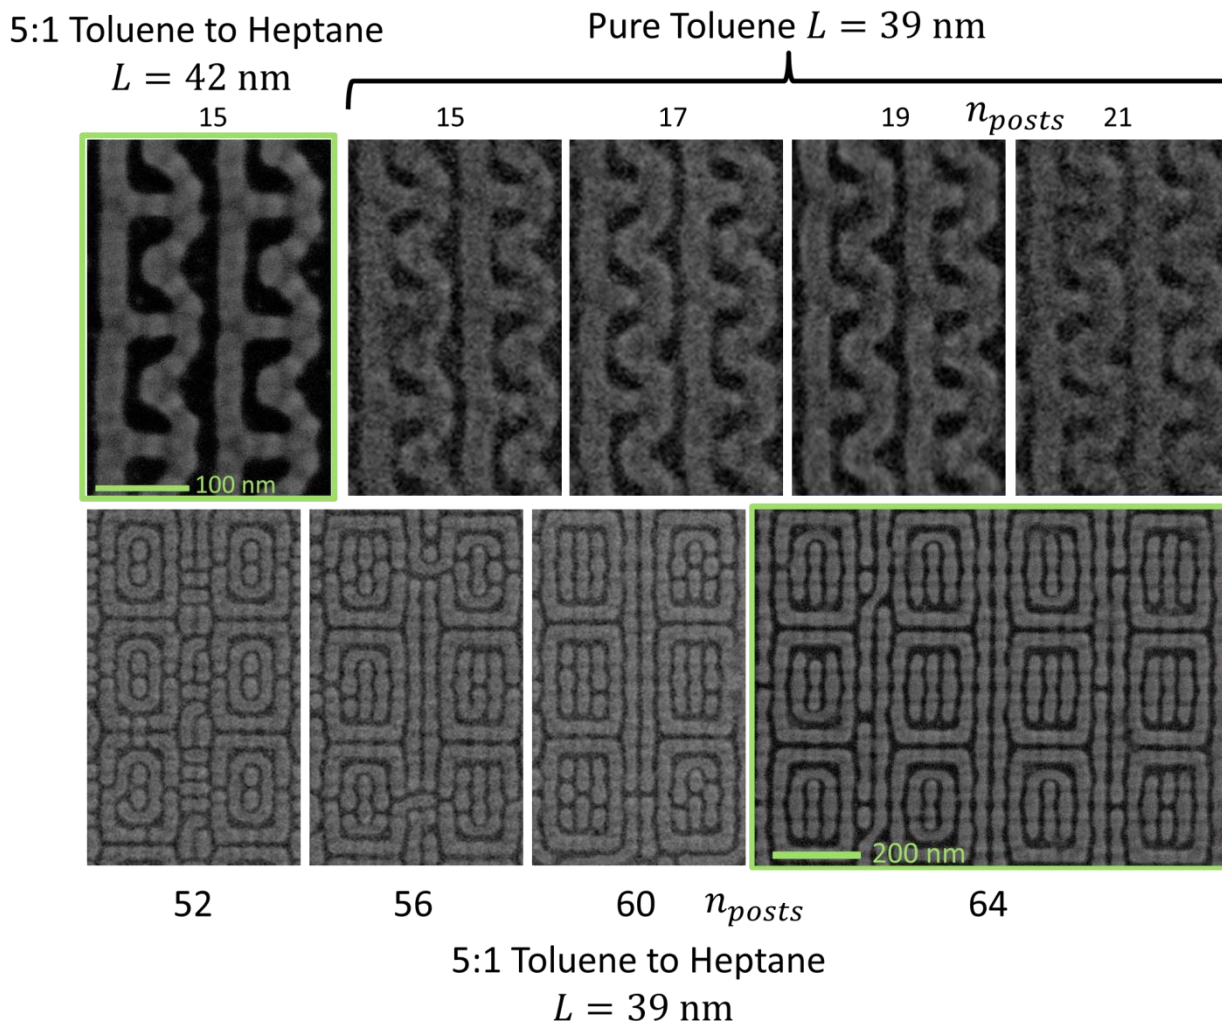 5:1 Toluene to Heptane
L = 42 nm
Pure Toluene L = 39 nm
15
15
17
19
n_posts
21
100 nm
200 nm
52
56
60
n_posts
64
5:1 Toluene to Heptane
L = 39 nm